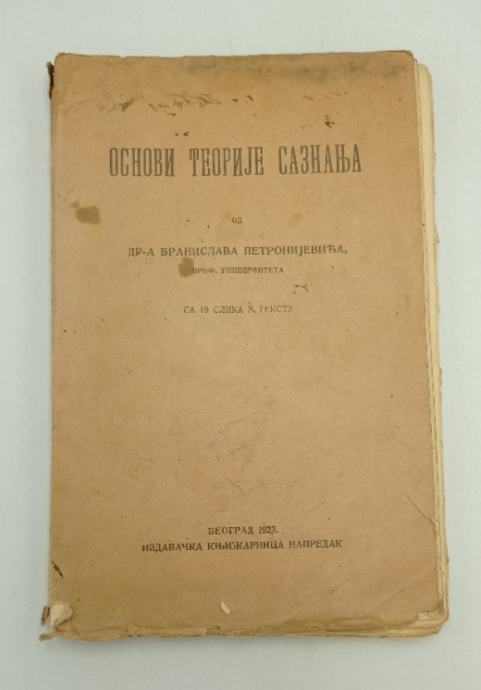 ОСНОВИ ТЕОРИЈЕ САЗНАЊА
ОД
ДР-А БРАНИСЛАВА ПЕТРОНИЈЕВИЋА,
ПРОФ. УНИВЕРЗИТЕТА
СА 19 СЛИКА У ТЕКСТУ
БЕОГРАД 1923.
ИЗДАВАЧКА КЊИЖАРНИЦА НАПРЕДАК